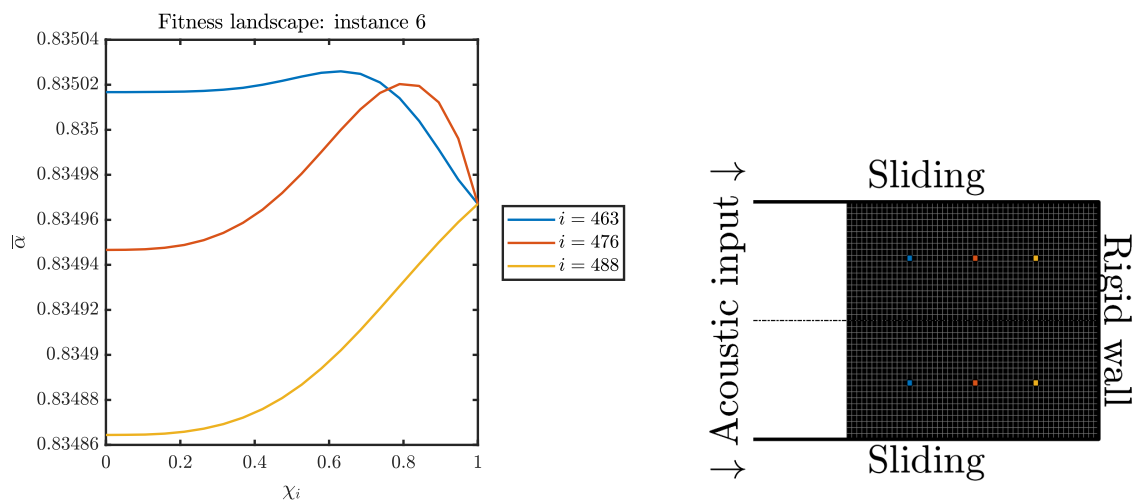 Fitness landscape: instance 6
0.83504
0.83502
0.835
0.83498
0.83496
0.83494
0.83492
0.8349
0.83488
0.83486
0
0.2
0.4
0.6
0.8
1
χᵢ
α̅
i = 463
i = 476
i = 488
Sliding
→ Acoustic input →
Rigid wall
Sliding